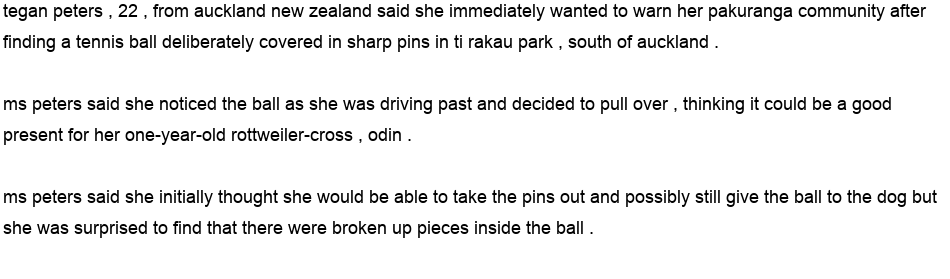 tegan peters , 22 , from auckland new zealand said she immediately wanted to warn her pakuranga community after
finding a tennis ball deliberately covered in sharp pins in ti rakau park , south of auckland .
ms peters said she noticed the ball as she was driving past and decided to pull over , thinking it could be a good
present for her one-year-old rottweiler-cross , odin .
ms peters said she initially thought she would be able to take the pins out and possibly still give the ball to the dog but
she was surprised to find that there were broken up pieces inside the ball .